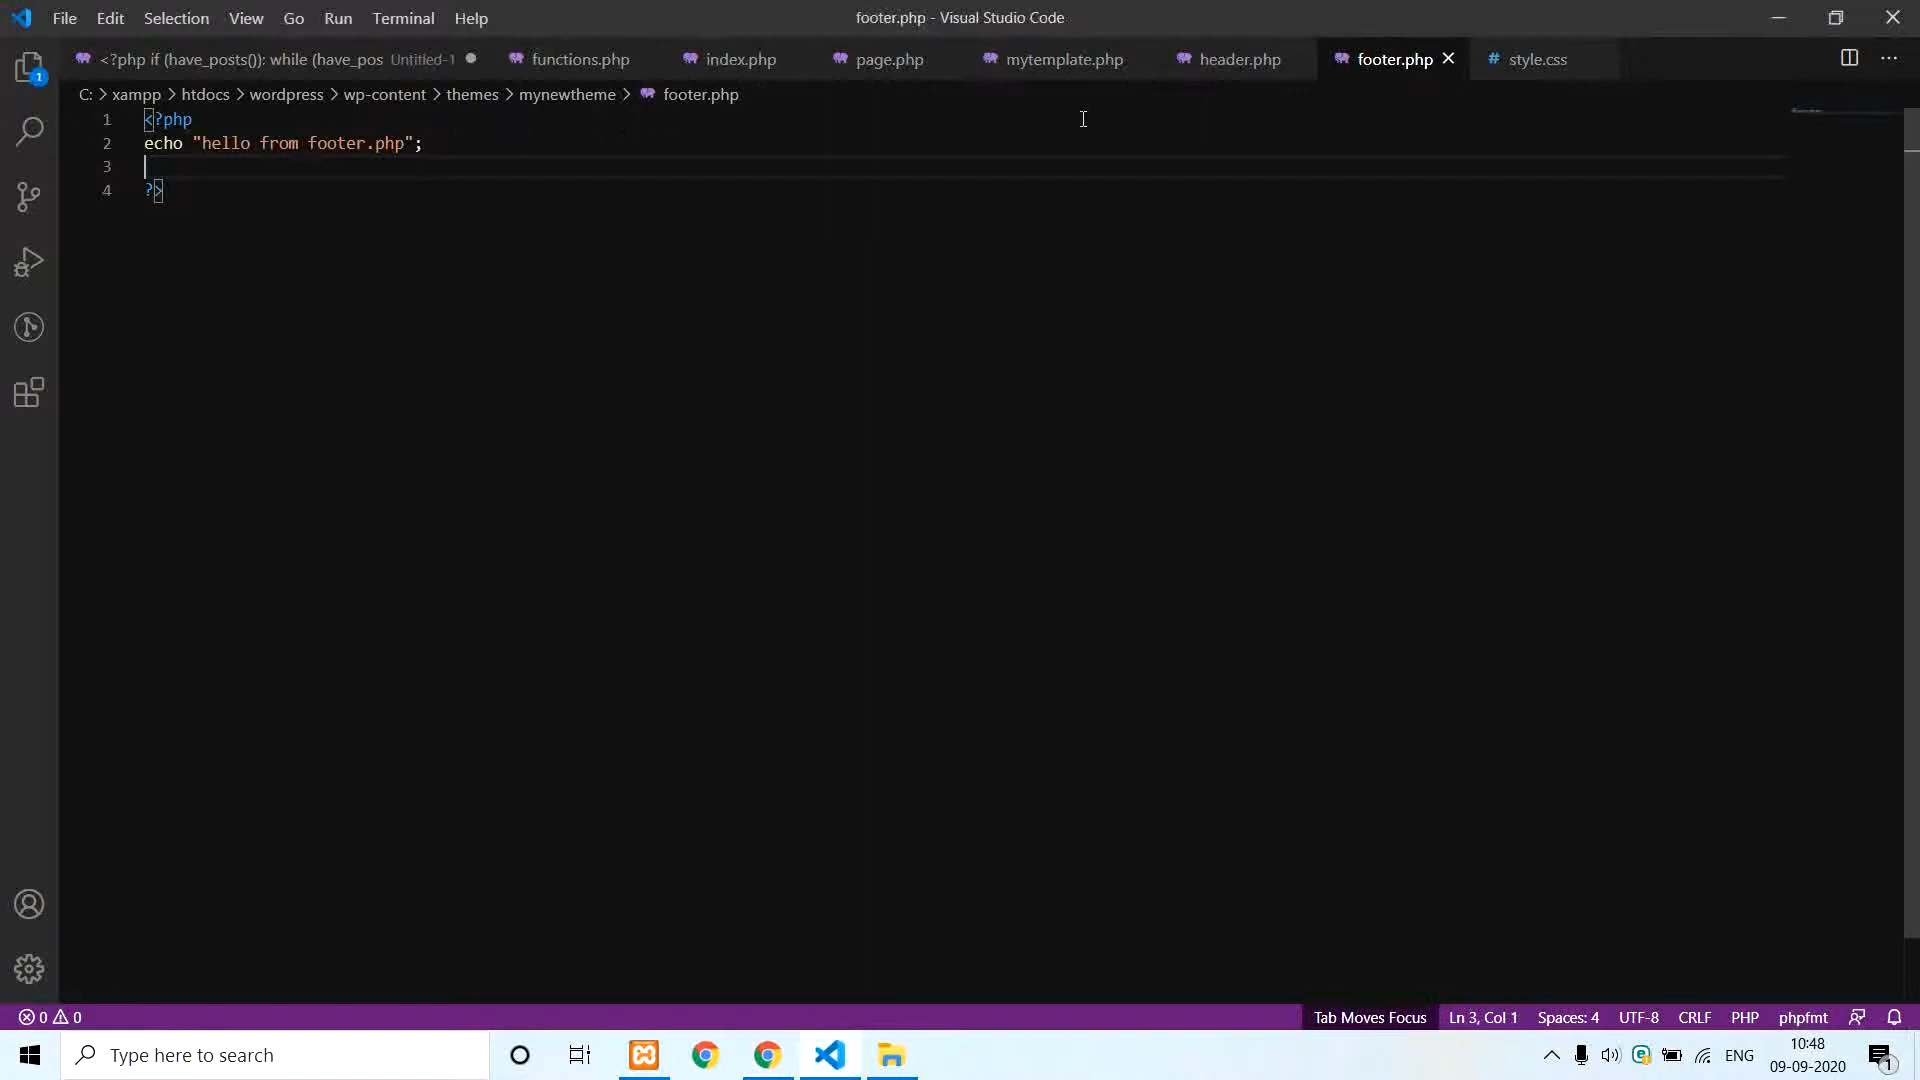 File Edit Selection View Go Run Terminal Help
footer.php - Visual Studio Code
<?php if (have_posts()): while (have_pos Untitled-1
functions.php
index.php
page.php
mytemplate.php
header.php
footer.php
style.css
1
C: > xampp > htdocs > wordpress > wp-content > themes > mynewtheme > footer.php
1 <?php
2 echo "hello from footer.php";
3
4 ?>
0 0
Tab Moves Focus Ln 3, Col 1 Spaces: 4 UTF-8 CRLF PHP phpfmt
Type here to search
ENG
10:48
09-09-2020
1